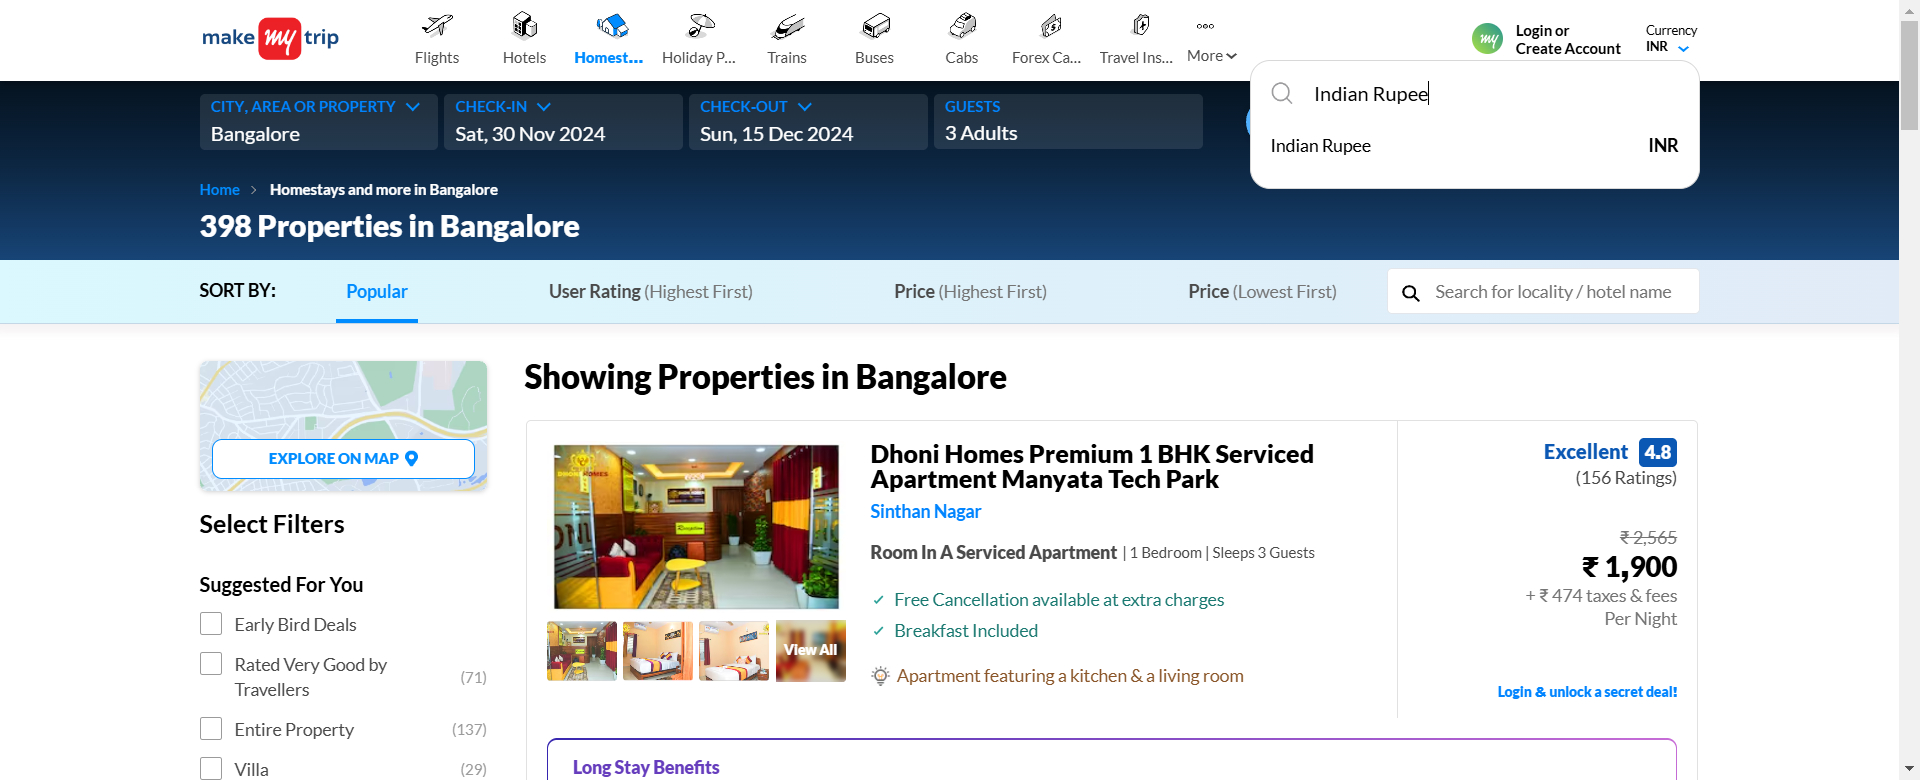 make my trip
Flights
Hotels
Homest...
Holiday P...
Trains
Buses
Cabs
Forex Ca...
Travel Ins...
More
my
Login or
Create Account
Currency
INR
Indian Rupee
Indian Rupee INR
CITY, AREA OR PROPERTY
Bangalore
CHECK-IN
Sat, 30 Nov 2024
CHECK-OUT
Sun, 15 Dec 2024
GUESTS
3 Adults
Home > Homestays and more in Bangalore
398 Properties in Bangalore
SORT BY: Popular User Rating (Highest First) Price (Highest First) Price (Lowest First) Search for locality / hotel name
EXPLORE ON MAP
Select Filters
Suggested For You
Early Bird Deals
Rated Very Good by
Travellers (71)
Entire Property (137)
Villa (29)
Showing Properties in Bangalore
DHONI HOMES
View All
Dhoni Homes Premium 1 BHK Serviced
Apartment Manyata Tech Park
Sinthan Nagar
Room In A Serviced Apartment | 1 Bedroom | Sleeps 3 Guests
Free Cancellation available at extra charges
Breakfast Included
Apartment featuring a kitchen & a living room
Excellent 4.8
(156 Ratings)
₹ 2,565
₹ 1,900
+ ₹ 474 taxes & fees
Per Night
Login & unlock a secret deal!
Long Stay Benefits